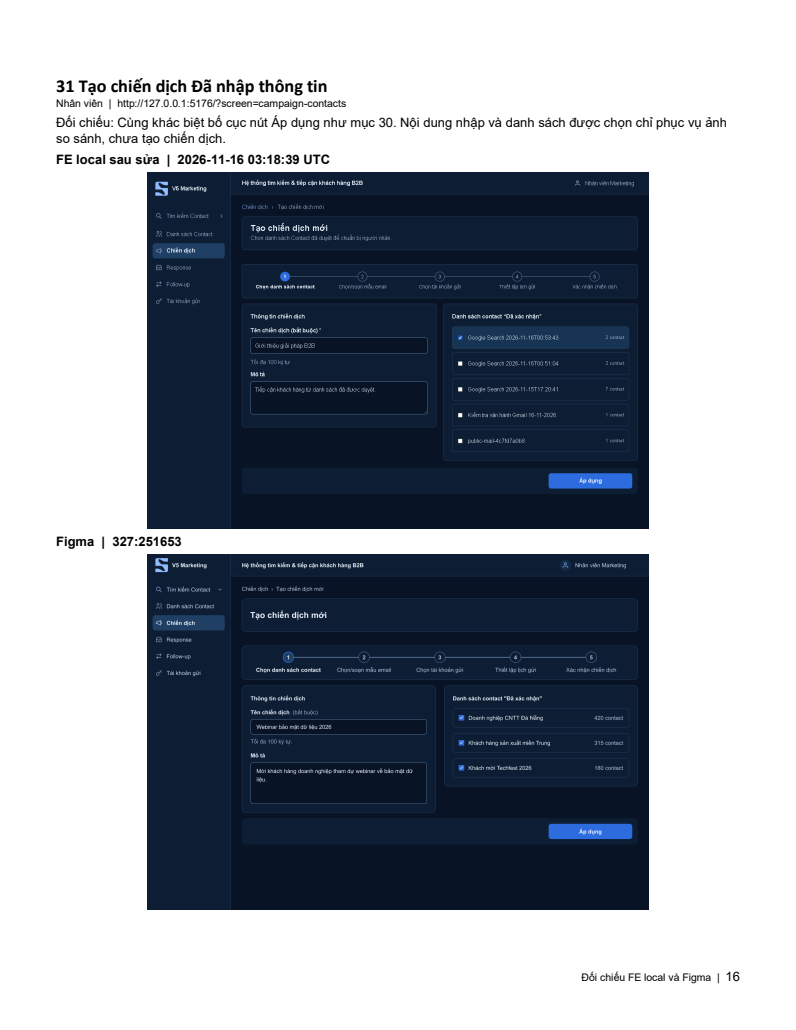 31 Tạo chiến dịch Đã nhập thông tin
Nhân viên | http://127.0.0.1:5176/?screen=campaign-contacts
Đối chiếu: Cùng khác biệt bố cục nút Áp dụng như mục 30. Nội dung nhập và danh sách được chọn chỉ phục vụ ảnh
so sánh, chưa tạo chiến dịch.
FE local sau sửa | 2026-11-16 03:18:39 UTC
V5 Marketing
Hệ thống tìm kiếm & tiếp cận khách hàng B2B
Nhân viên Marketing
Tìm kiếm Contact
Danh sách Contact
Chiến dịch
Response
Follow-up
Tài khoản gửi
Chiến dịch › Tạo chiến dịch mới
Tạo chiến dịch mới
Chọn danh sách Contact đã duyệt để chuẩn bị người nhận.
1 2 3 4 5
Chọn danh sách contact Chọn/soạn mẫu email Chọn tài khoản gửi Thiết lập lịch gửi Xác nhận chiến dịch
Thông tin chiến dịch
Tên chiến dịch (bắt buộc) *
Giới thiệu giải pháp B2B
Tối đa 100 ký tự.
Mô tả
Tiếp cận khách hàng từ danh sách đã được duyệt.
Danh sách contact "Đã xác nhận"
Google Search 2026-11-16T00:53:43 2 contact
Google Search 2026-11-16T00:51:04 2 contact
Google Search 2026-11-15T17:20:41 7 contact
Kiểm tra vận hành Gmail 16-11-2026 1 contact
public-mail-4c7fd7a0b8 1 contact
Áp dụng
Figma | 327:251653
V5 Marketing
Hệ thống tìm kiếm & tiếp cận khách hàng B2B
Nhân viên Marketing
Tìm kiếm Contact
Danh sách Contact
Chiến dịch
Response
Follow-up
Tài khoản gửi
Chiến dịch › Tạo chiến dịch mới
Tạo chiến dịch mới
1 2 3 4 5
Chọn danh sách contact Chọn/soạn mẫu email Chọn tài khoản gửi Thiết lập lịch gửi Xác nhận chiến dịch
Thông tin chiến dịch
Tên chiến dịch (bắt buộc)
Webinar bảo mật dữ liệu 2026
Tối đa 100 ký tự.
Mô tả
Mời khách hàng doanh nghiệp tham dự webinar về bảo mật dữ
liệu.
Danh sách contact "Đã xác nhận"
Doanh nghiệp CNTT Đà Nẵng 420 contact
Khách hàng sản xuất miền Trung 315 contact
Khách mời Techfest 2026 180 contact
Áp dụng
Đối chiếu FE local và Figma | 16